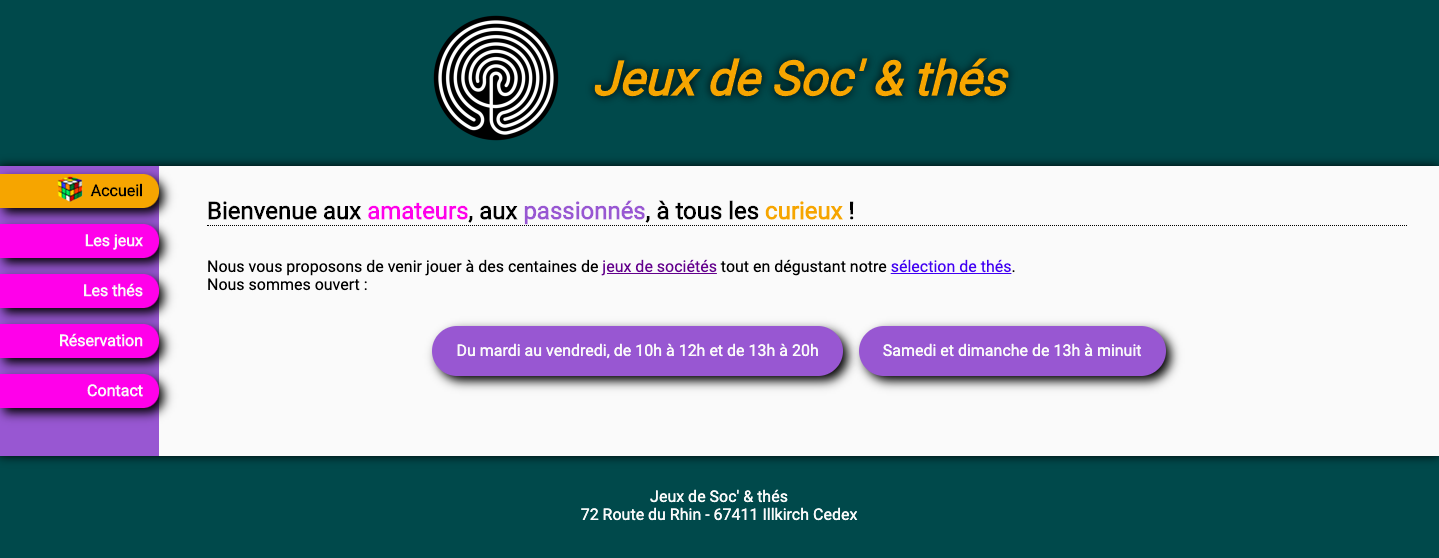 Jeux de Soc' & thés
Accueil
Les jeux
Les thés
Réservation
Contact
Bienvenue aux amateurs, aux passionnés, à tous les curieux !
Nous vous proposons de venir jouer à des centaines de jeux de sociétés tout en dégustant notre sélection de thés.
Nous sommes ouvert :
Du mardi au vendredi, de 10h à 12h et de 13h à 20h
Samedi et dimanche de 13h à minuit
Jeux de Soc' & thés
72 Route du Rhin - 67411 Illkirch Cedex